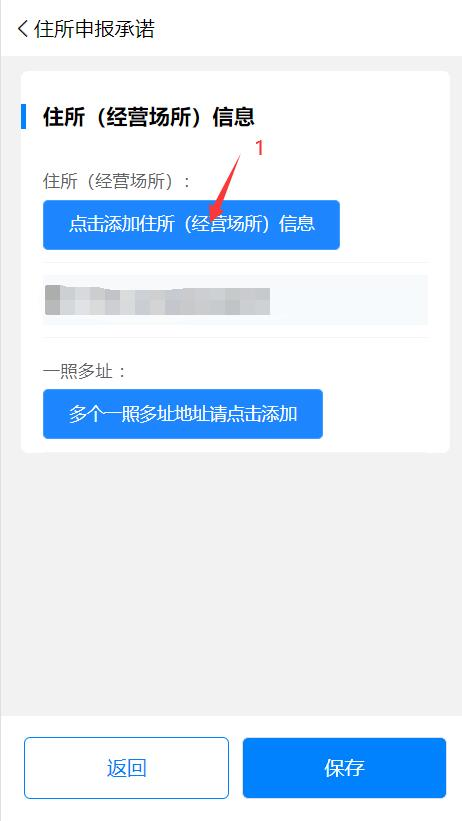 住所申报承诺
住所（经营场所）信息
1
住所（经营场所）:
点击添加住所（经营场所）信息
一照多址：
多个一照多址地址请点击添加
返回
保存